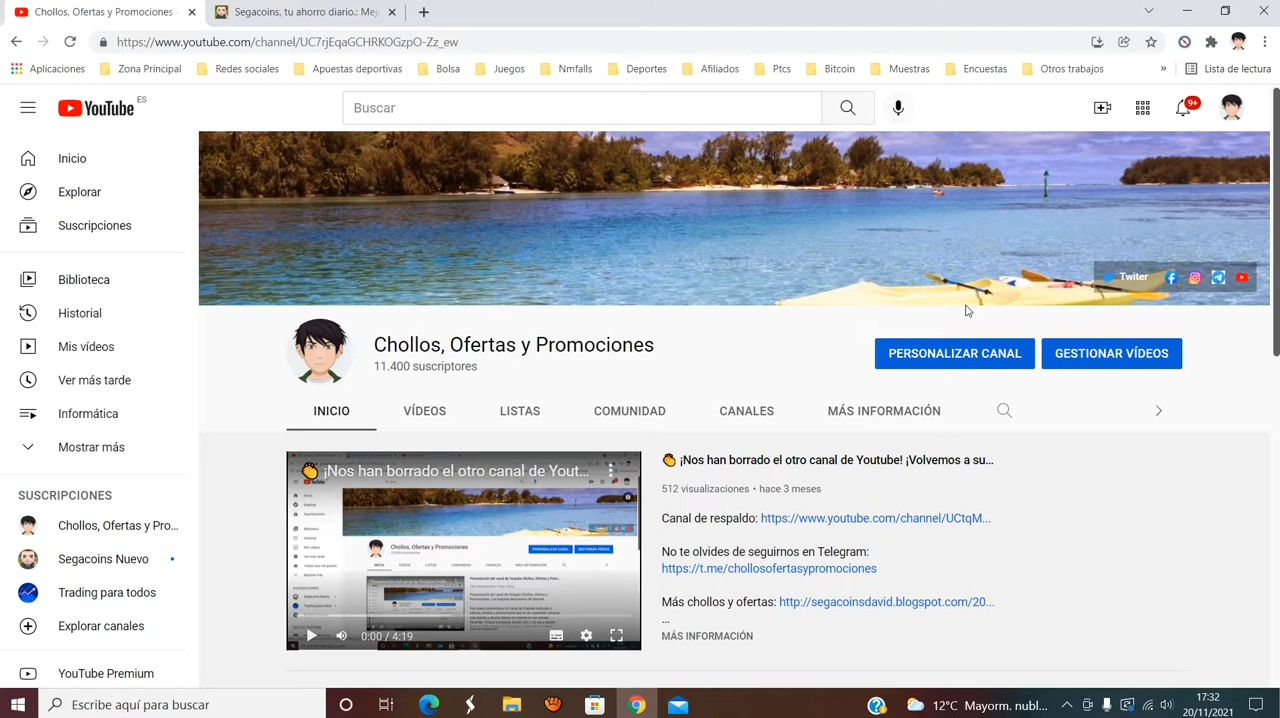 Chollos, Ofertas y Promociones -
Segacoins, tu ahorro diario.: Mej
https://www.youtube.com/channel/UC7rjEqaGCHRKOGzpO-Zz_ew
Aplicaciones Zona Principal Redes sociales Apuestas deportivas Bolsa Juegos Nmfalls Deportes Afiliados Ptcs Bitcoin Muestras Encuestas Otros trabajos » Lista de lectura
YouTube ES
Buscar
9+
Inicio
Explorar
Suscripciones
Biblioteca
Historial
Mis vídeos
Ver más tarde
Informática
Mostrar más
SUSCRIPCIONES
Chollos, Ofertas y Pro...
Segacoins Nuevo
Trading para todos
Explorar canales
YouTube Premium
Twiter
Chollos, Ofertas y Promociones
11.400 suscriptores
PERSONALIZAR CANAL
GESTIONAR VÍDEOS
INICIO VÍDEOS LISTAS COMUNIDAD CANALES MÁS INFORMACIÓN
¡Nos han borrado el otro canal de Yout...
Chollos, Ofertas y Promociones
0:00 / 4:19
¡Nos han borrado el otro canal de Youtube! ¡Volvemos a su...
512 visualizaciones • hace 3 meses
Canal de respuido: https://www.youtube.com/channel/UCtqM...
No te olvides de seguirnos en Telegram:
https://t.me/chollosofertasypromociones
Más chollos y ofertas: http://segacoinsdavid.blogspot.com/20...
...
MÁS INFORMACIÓN
Escribe aquí para buscar
12°C Mayorm. nubl...
17:32
20/11/2021